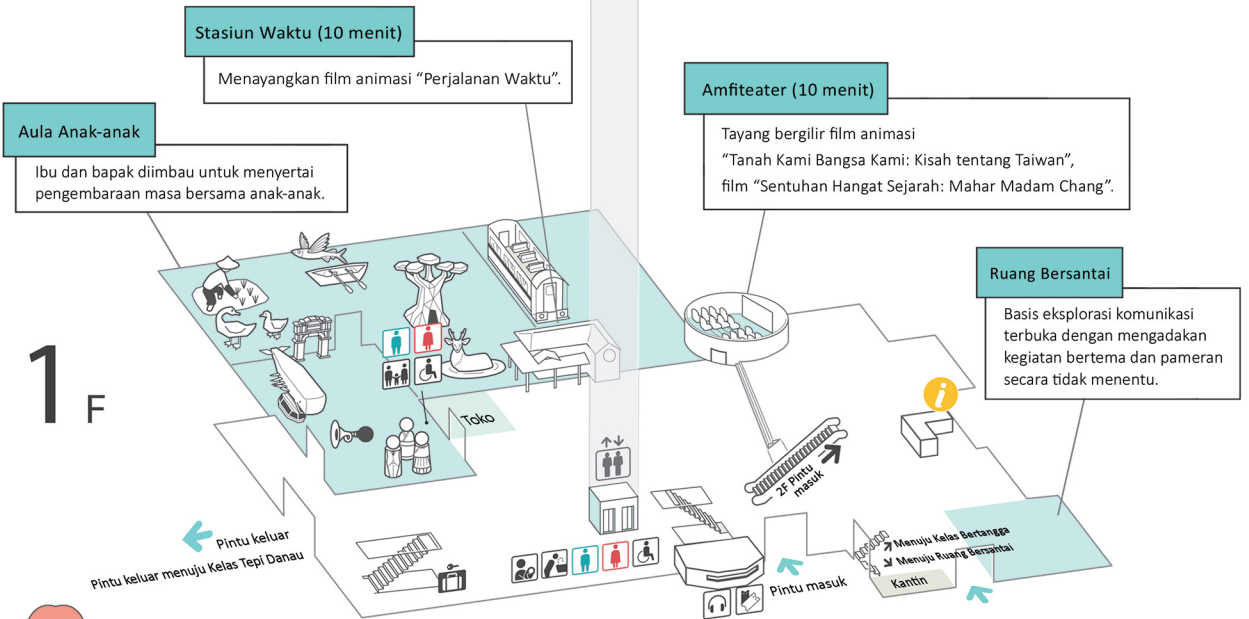 Stasiun Waktu (10 menit)
Menayangkan film animasi “Perjalanan Waktu”.
Amfiteater (10 menit)
Tayang bergilir film animasi
“Tanah Kami Bangsa Kami: Kisah tentang Taiwan”,
film “Sentuhan Hangat Sejarah: Mahar Madam Chang”.
Aula Anak-anak
Ibu dan bapak diimbau untuk menyertai
pengembaraan masa bersama anak-anak.
Ruang Bersantai
Basis eksplorasi komunikasi
terbuka dengan mengadakan
kegiatan bertema dan pameran
secara tidak menentu.
1 F
i
Toko
2F Pintu
masuk
Pintu keluar
Pintu keluar menuju Kelas Tepi Danau
Menuju Kelas Bertangga
Menuju Ruang Bersantai
Kantin
Pintu masuk